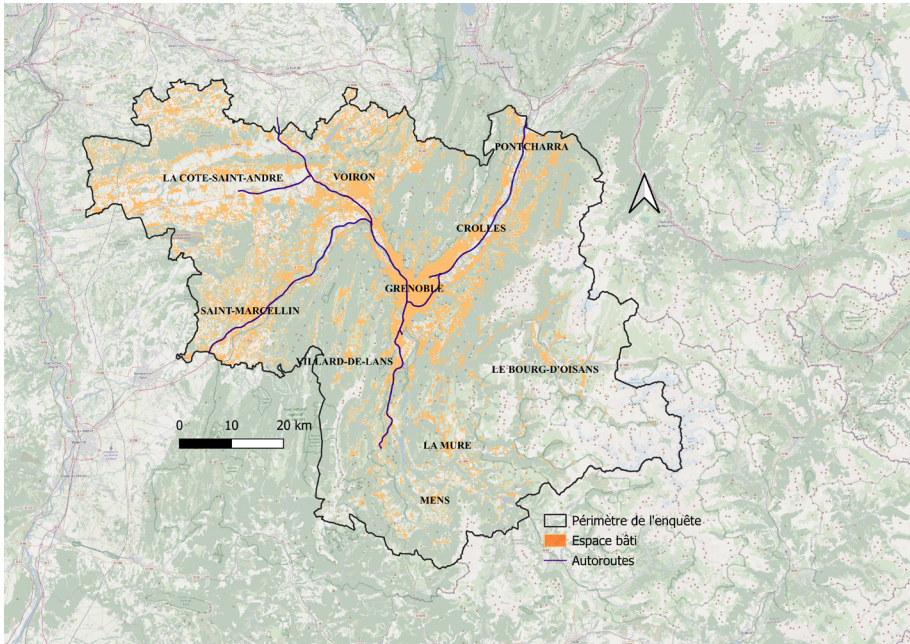 PONTCHARRA
LA COTE-SAINT-ANDRE
VOIRON
CROLLES
GRENOBLE
SAINT-MARCELLIN
VILLARD-DE-LANS
LE BOURG-D'OISANS
0 10 20 km
LA MURE
MENS
Périmètre de l'enquête
Espace bâti
Autoroutes